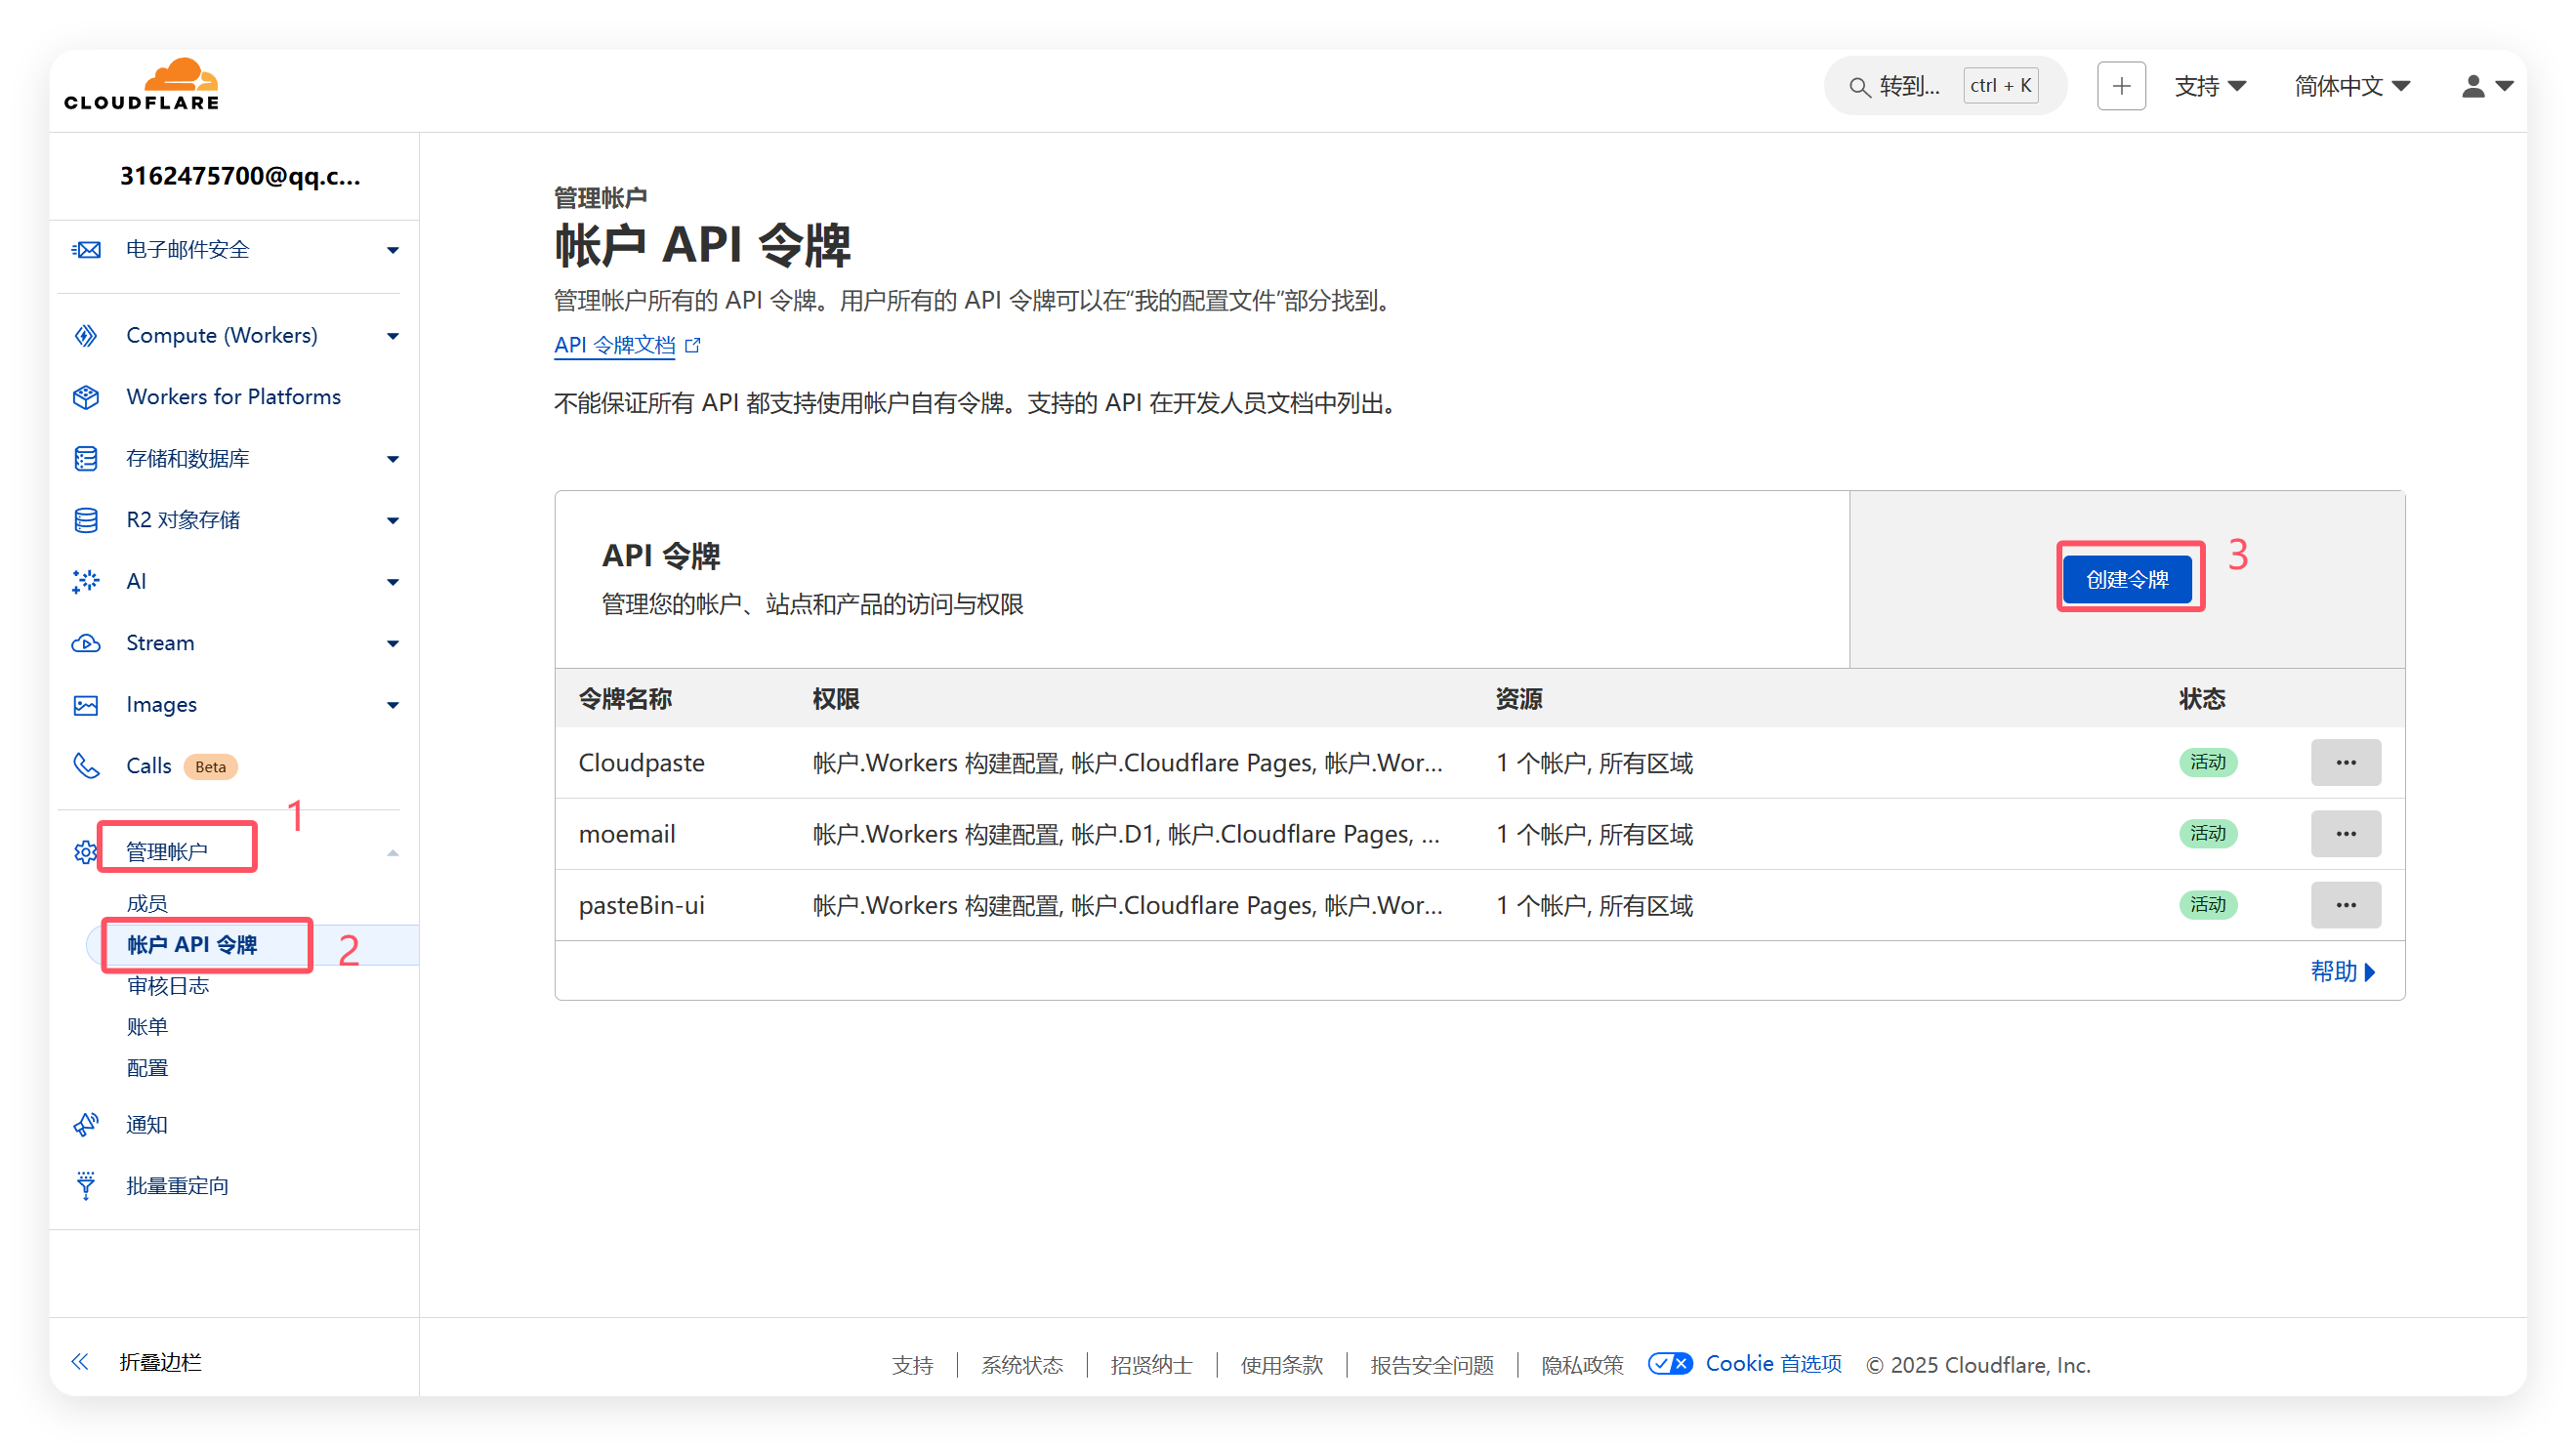 CLOUDFLARE
转到... ctrl + K
支持
简体中文
3162475700@qq.c...
电子邮件安全
Compute (Workers)
Workers for Platforms
存储和数据库
R2 对象存储
AI
Stream
Images
Calls Beta
1
管理帐户
成员
帐户 API 令牌 2
审核日志
账单
配置
通知
批量重定向
折叠边栏
管理帐户
帐户 API 令牌
管理帐户所有的 API 令牌。用户所有的 API 令牌可以在“我的配置文件”部分找到。
API 令牌文档
不能保证所有 API 都支持使用帐户自有令牌。支持的 API 在开发人员文档中列出。
API 令牌
管理您的帐户、站点和产品的访问与权限
创建令牌 3
令牌名称 权限 资源 状态
Cloudpaste 帐户.Workers 构建配置, 帐户.Cloudflare Pages, 帐户.Wor... 1 个帐户, 所有区域 活动 ...
moemail 帐户.Workers 构建配置, 帐户.D1, 帐户.Cloudflare Pages, ... 1 个帐户, 所有区域 活动 ...
pasteBin-ui 帐户.Workers 构建配置, 帐户.Cloudflare Pages, 帐户.Wor... 1 个帐户, 所有区域 活动 ...
帮助
支持 | 系统状态 | 招贤纳士 | 使用条款 | 报告安全问题 | 隐私政策 Cookie 首选项 © 2025 Cloudflare, Inc.